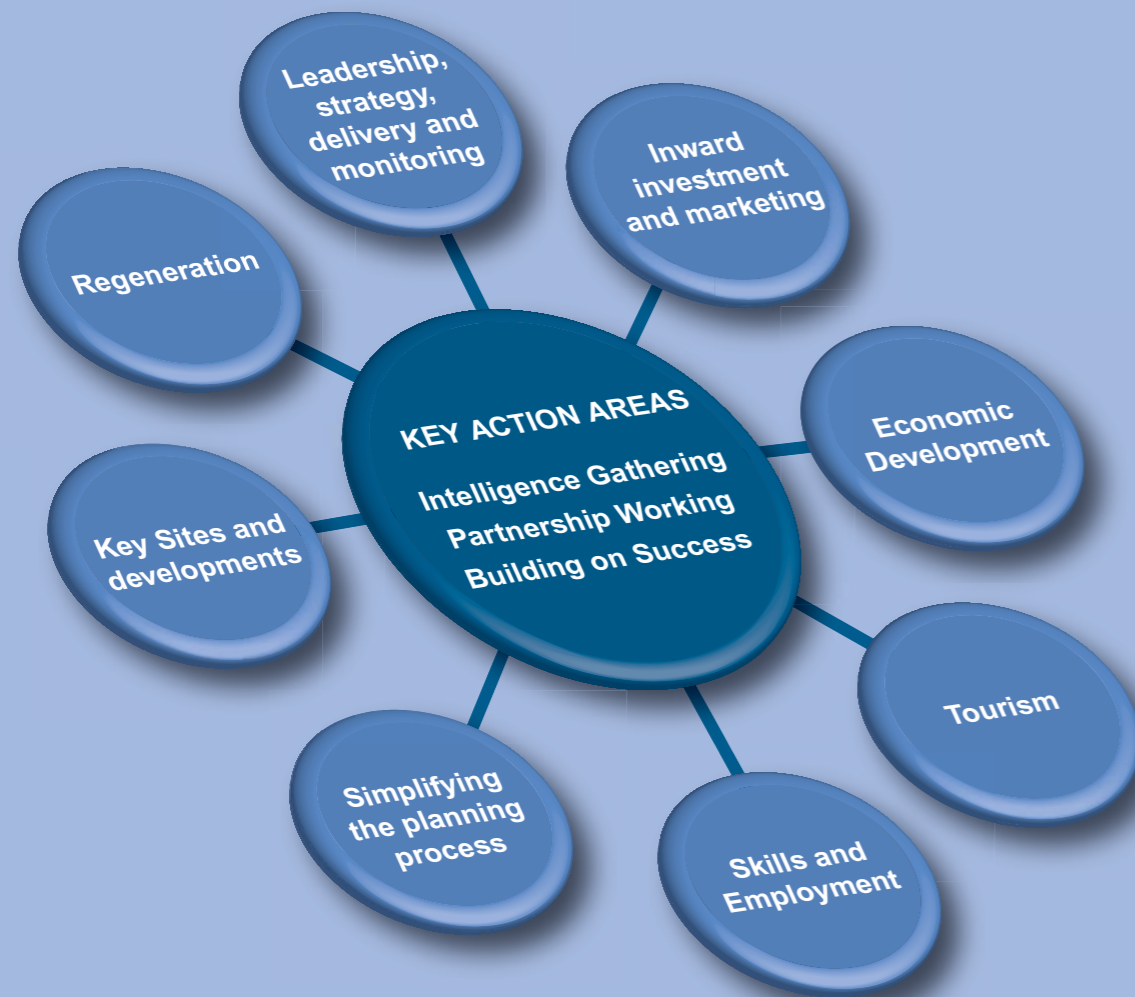 Leadership,
strategy,
delivery and
monitoring
Inward
investment
and marketing
Regeneration
KEY ACTION AREAS
Intelligence Gathering
Partnership Working
Building on Success
Economic
Development
Key Sites and
developments
Tourism
Simplifying
the planning
process
Skills and
Employment